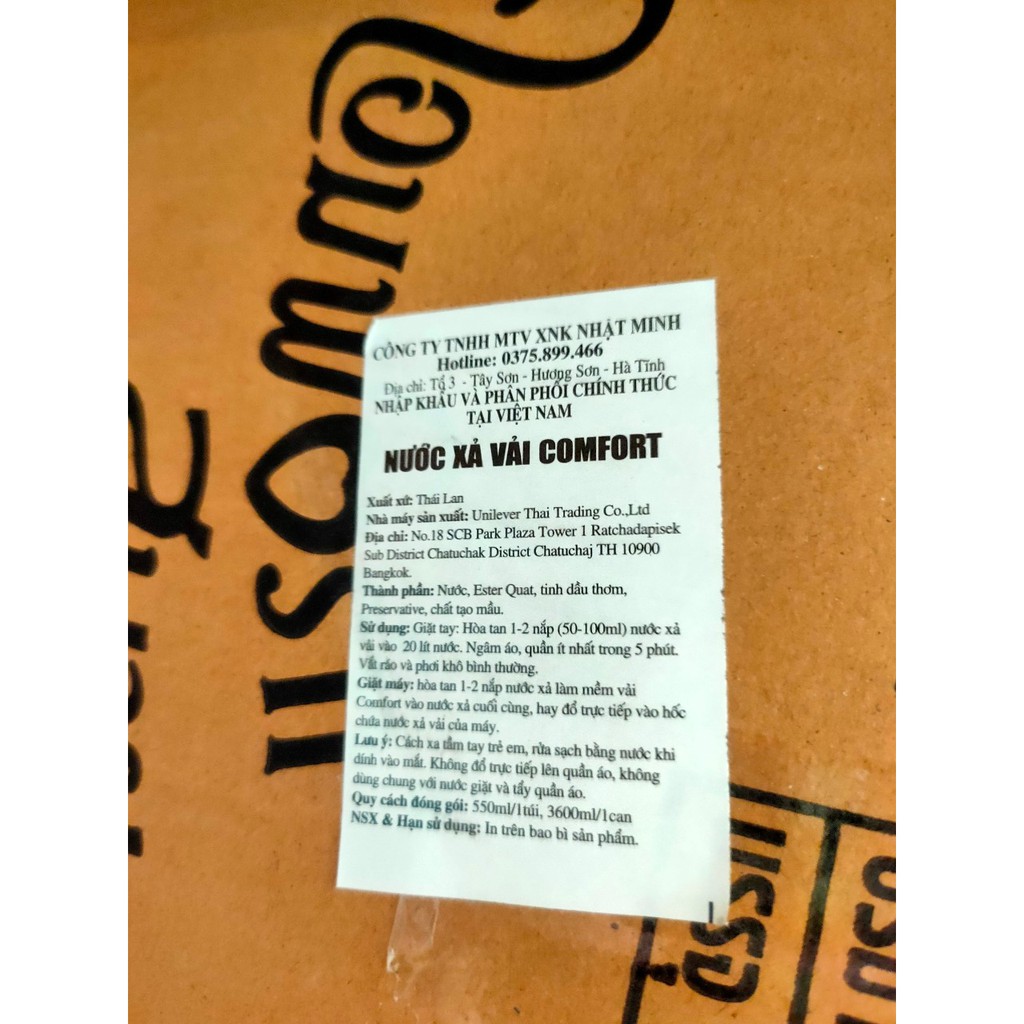 CÔNG TY TNHH MTV XNK NHẬT MINH
Hotline: 0375.899.466
Địa chỉ: Tổ 3 - Tây Sơn - Hương Sơn - Hà Tĩnh
NHẬP KHẨU VÀ PHÂN PHỐI CHÍNH THỨC
TẠI VIỆT NAM
NƯỚC XẢ VẢI COMFORT
Xuất xứ: Thái Lan
Nhà máy sản xuất: Unilever Thai Trading Co.,Ltd
Địa chỉ: No.18 SCB Park Plaza Tower 1 Ratchadapisek
Sub District Chatuchak District Chatuchaj TH 10900
Bangkok.
Thành phần: Nước, Ester Quat, tinh dầu thơm,
Preservative, chất tạo mầu.
Sử dụng: Giặt tay: Hòa tan 1-2 nắp (50-100ml) nước xả
vải vào 20 lít nước. Ngâm áo, quần ít nhất trong 5 phút.
Vắt ráo và phơi khô bình thường.
Giặt máy: hòa tan 1-2 nắp nước xả làm mềm vải
Comfort vào nước xả cuối cùng, hay đổ trực tiếp vào hốc
chứa nước xả vải của máy.
Lưu ý: Cách xa tầm tay trẻ em, rửa sạch bằng nước khi
dính vào mắt. Không đổ trực tiếp lên quần áo, không
dùng chung với nước giặt và tẩy quần áo.
Quy cách đóng gói: 550ml/1túi, 3600ml/1can
NSX & Hạn sử dụng: In trên bao bì sản phẩm.